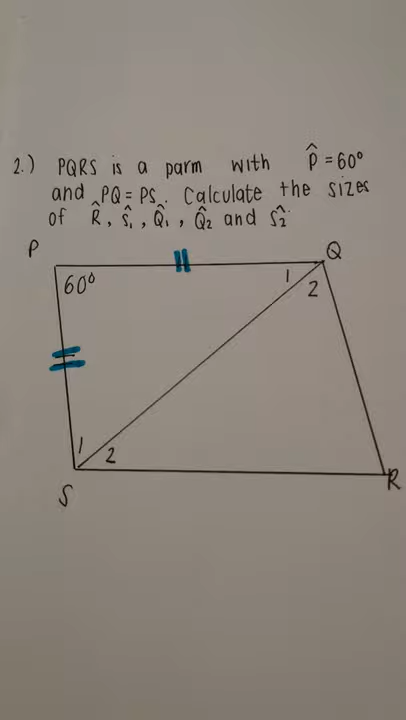 2.) PQRS is a parm with P̂ = 60°
and PQ = PS. Calculate the sizes
of R̂, Ŝ₁, Q̂₁, Q̂₂ and Ŝ₂.
P
Q
60°
1
2
1
2
S
R